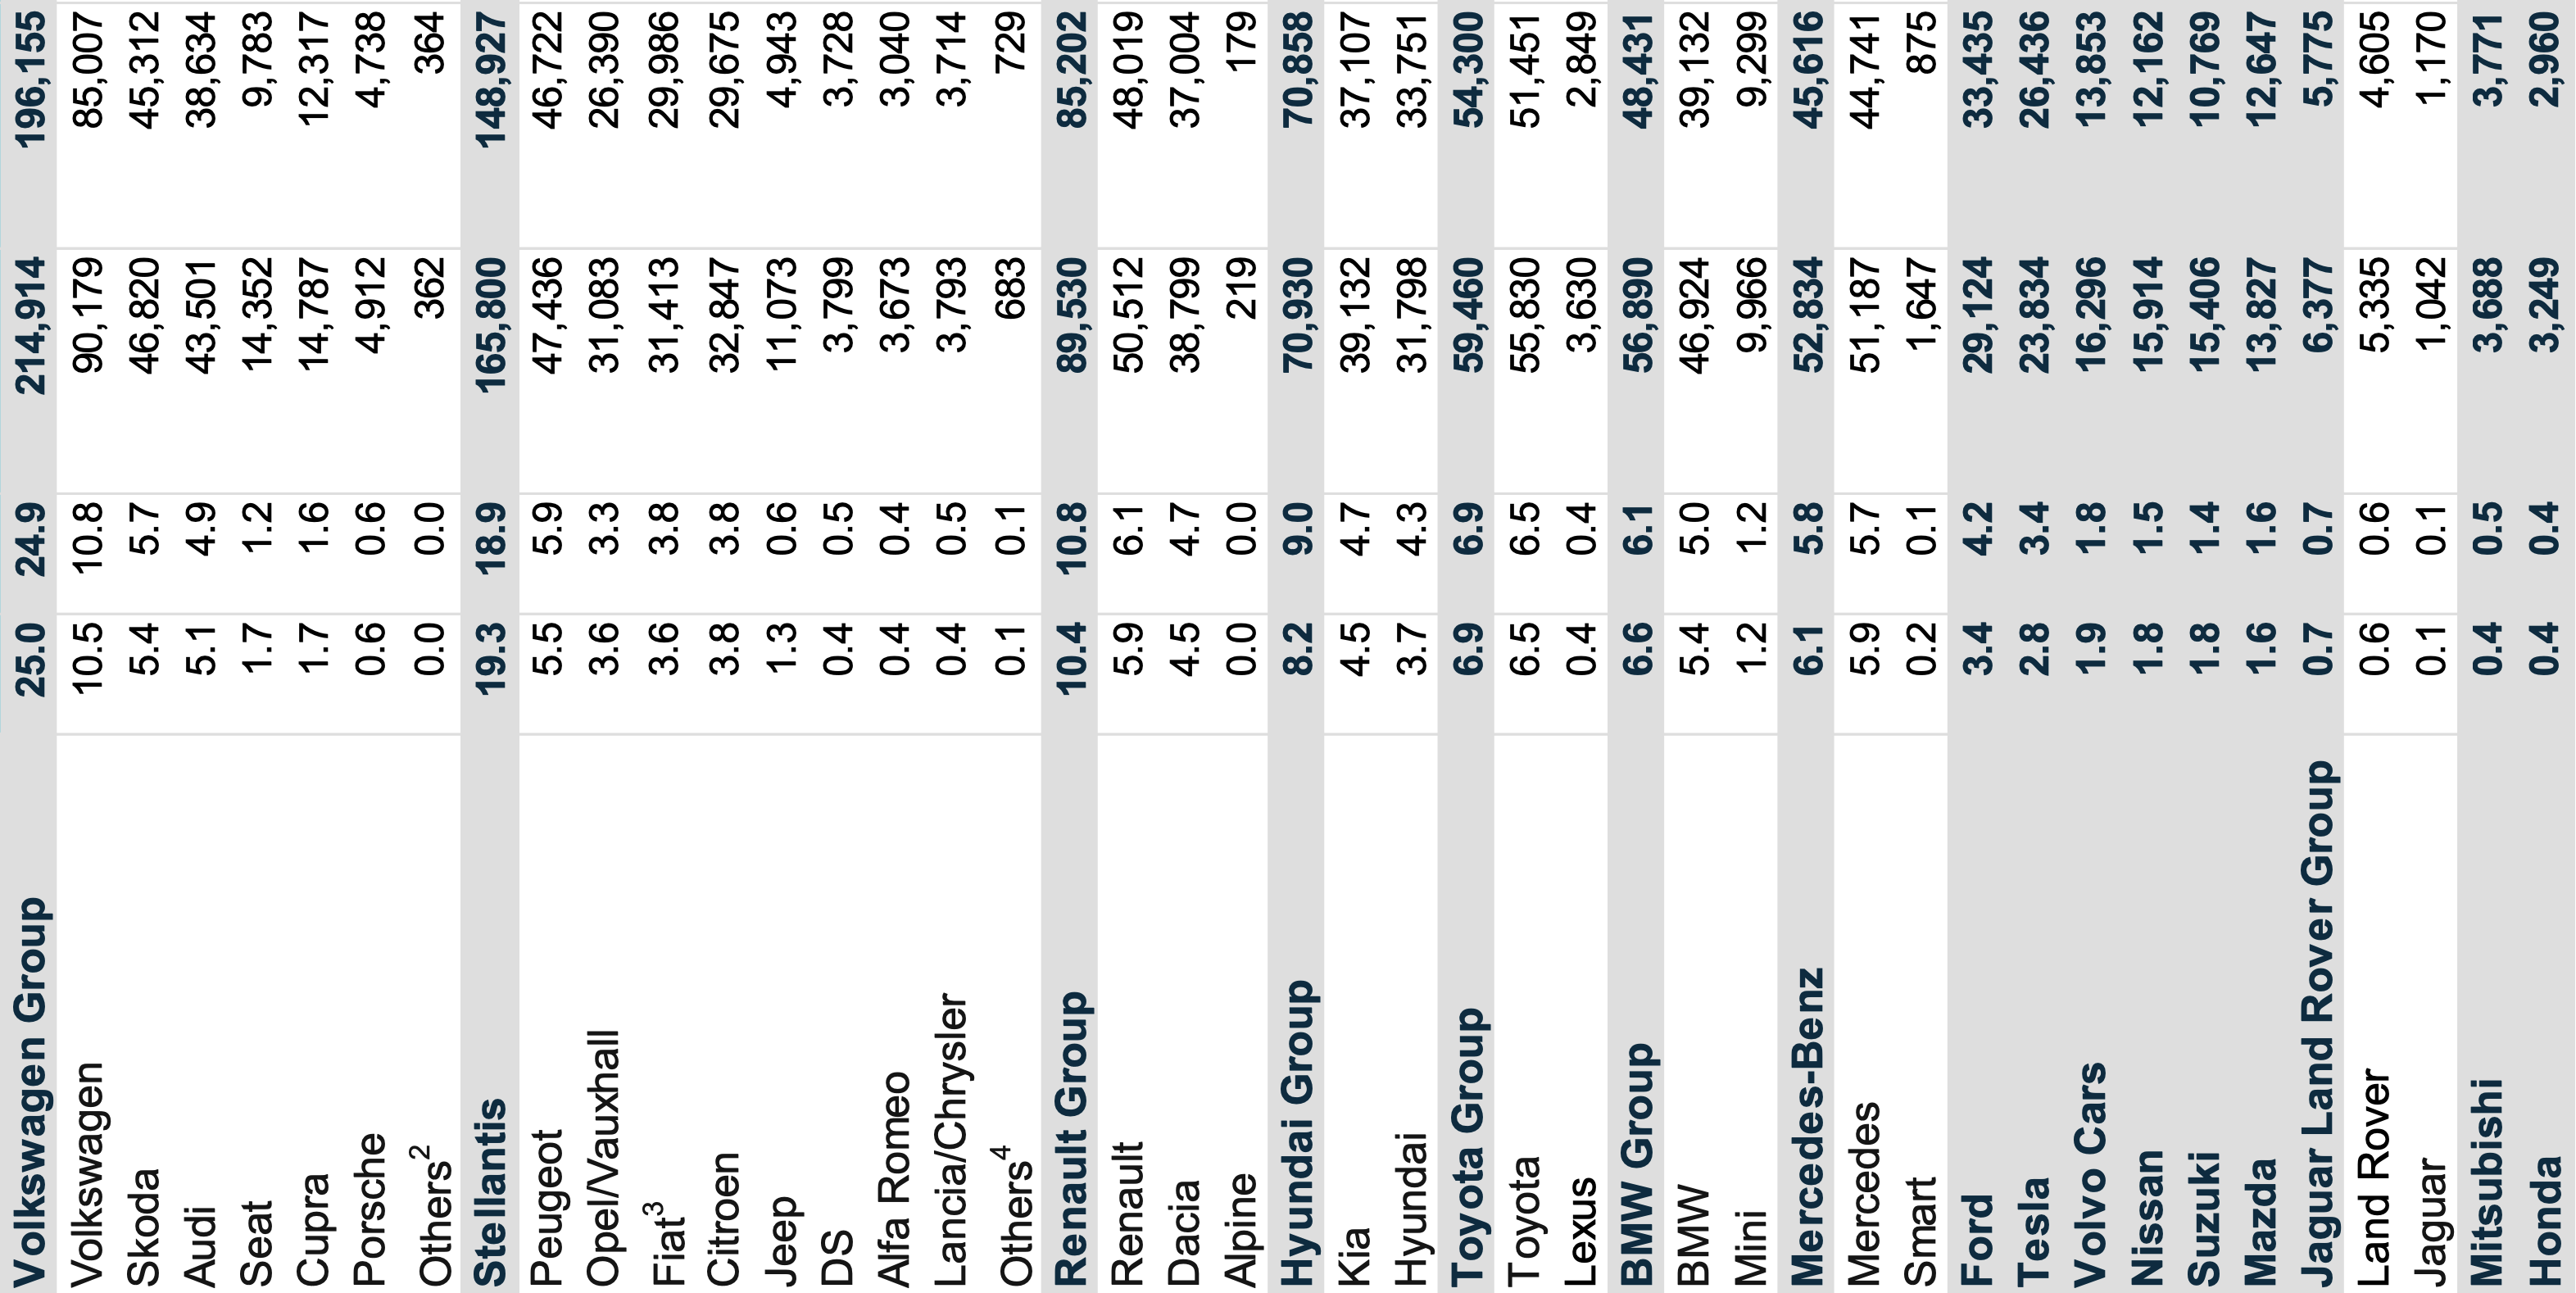 Volkswagen Group 25.0 24.9 214,914 196,155
Volkswagen 10.5 10.8 90,179 85,007
Skoda 5.4 5.7 46,820 45,312
Audi 5.1 4.9 43,501 38,634
Seat 1.7 1.2 14,352 9,783
Cupra 1.7 1.6 14,787 12,317
Porsche 0.6 0.6 4,912 4,738
Others² 0.0 0.0 362 364
Stellantis 19.3 18.9 165,800 148,927
Peugeot 5.5 5.9 47,436 46,722
Opel/Vauxhall 3.6 3.3 31,083 26,390
Fiat³ 3.6 3.8 31,413 29,986
Citroen 3.8 3.8 32,847 29,675
Jeep 1.3 0.6 11,073 4,943
DS 0.4 0.5 3,799 3,728
Alfa Romeo 0.4 0.4 3,673 3,040
Lancia/Chrysler 0.4 0.5 3,793 3,714
Others⁴ 0.1 0.1 683 729
Renault Group 10.4 10.8 89,530 85,202
Renault 5.9 6.1 50,512 48,019
Dacia 4.5 4.7 38,799 37,004
Alpine 0.0 0.0 219 179
Hyundai Group 8.2 9.0 70,930 70,858
Kia 4.5 4.7 39,132 37,107
Hyundai 3.7 4.3 31,798 33,751
Toyota Group 6.9 6.9 59,460 54,300
Toyota 6.5 6.5 55,830 51,451
Lexus 0.4 0.4 3,630 2,849
BMW Group 6.6 6.1 56,890 48,431
BMW 5.4 5.0 46,924 39,132
Mini 1.2 1.2 9,966 9,299
Mercedes-Benz 6.1 5.8 52,834 45,616
Mercedes 5.9 5.7 51,187 44,741
Smart 0.2 0.1 1,647 875
Ford 3.4 4.2 29,124 33,435
Tesla 2.8 3.4 23,834 26,436
Volvo Cars 1.9 1.8 16,296 13,853
Nissan 1.8 1.5 15,914 12,162
Suzuki 1.8 1.4 15,406 10,769
Mazda 1.6 1.6 13,827 12,647
Jaguar Land Rover Group 0.7 0.7 6,377 5,775
Land Rover 0.6 0.6 5,335 4,605
Jaguar 0.1 0.1 1,042 1,170
Mitsubishi 0.4 0.5 3,688 3,771
Honda 0.4 0.4 3,249 2,960